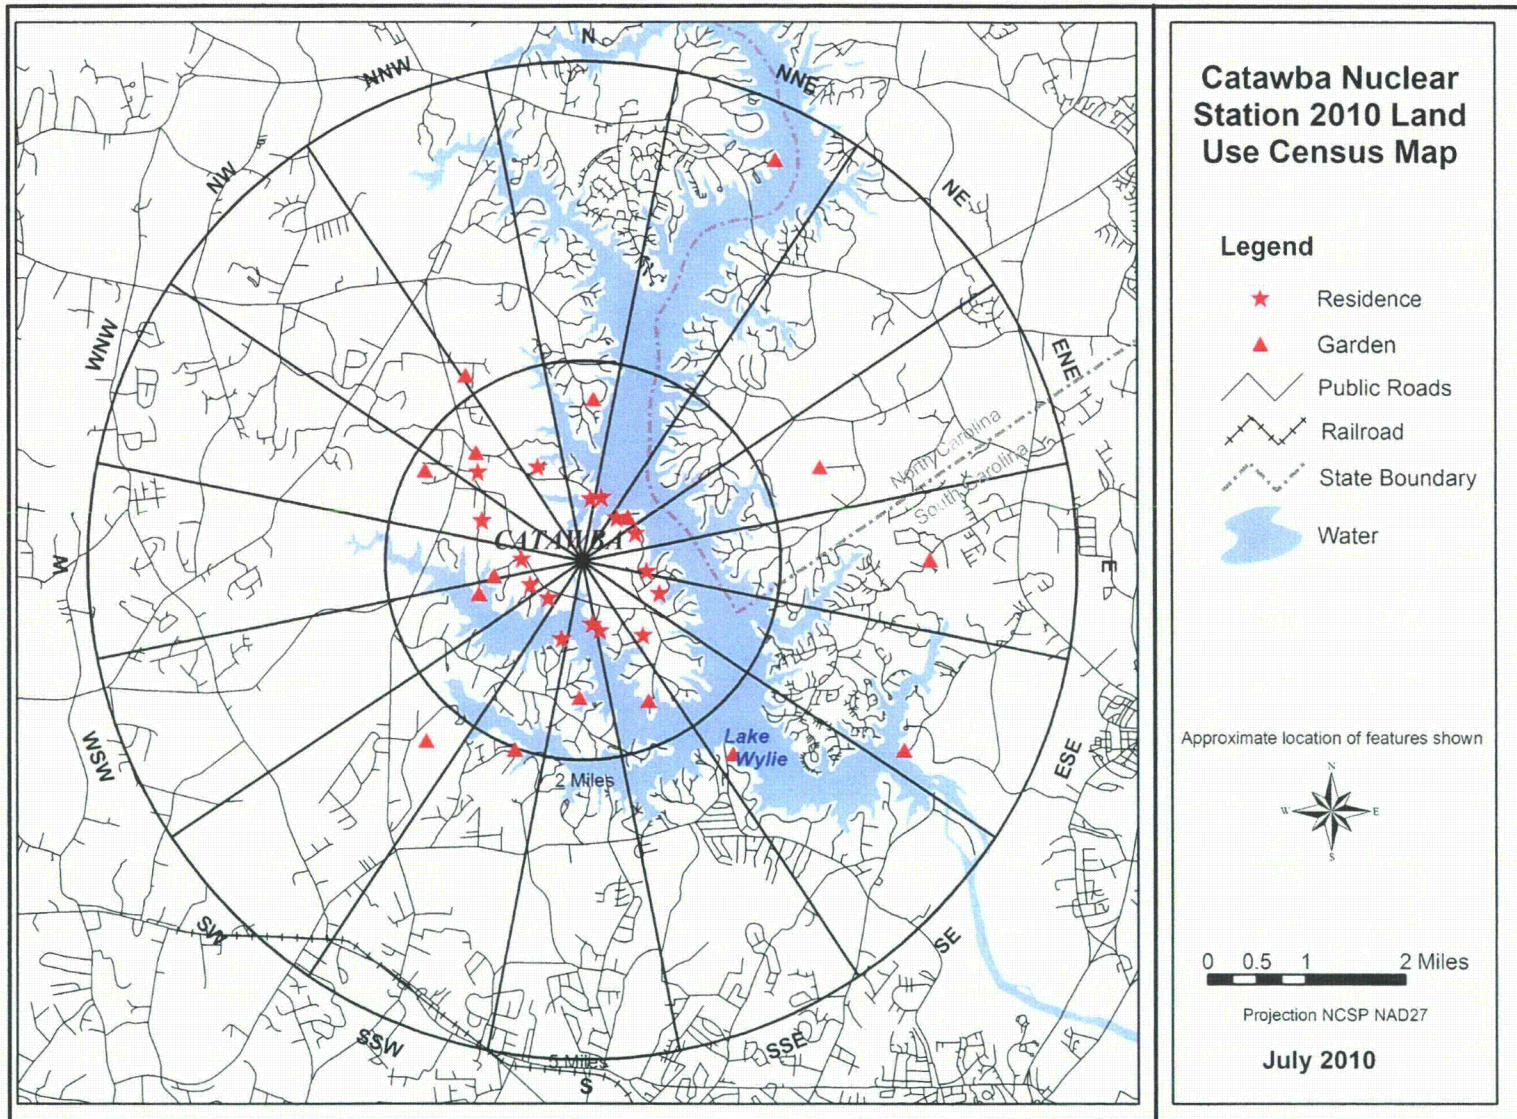 N
NNW
NNE
NW
NE
WNW
ENE
North Carolina
South Carolina
CATAWBA
W
E
Lake
Wylie
WSW
ESE
2 Miles
SW
SE
SSW
SSE
5 Miles
S
Catawba Nuclear
Station 2010 Land
Use Census Map
Legend
Residence
Garden
Public Roads
Railroad
State Boundary
Water
Approximate location of features shown
N
W
E
S
0 0.5 1 2 Miles
Projection NCSP NAD27
July 2010